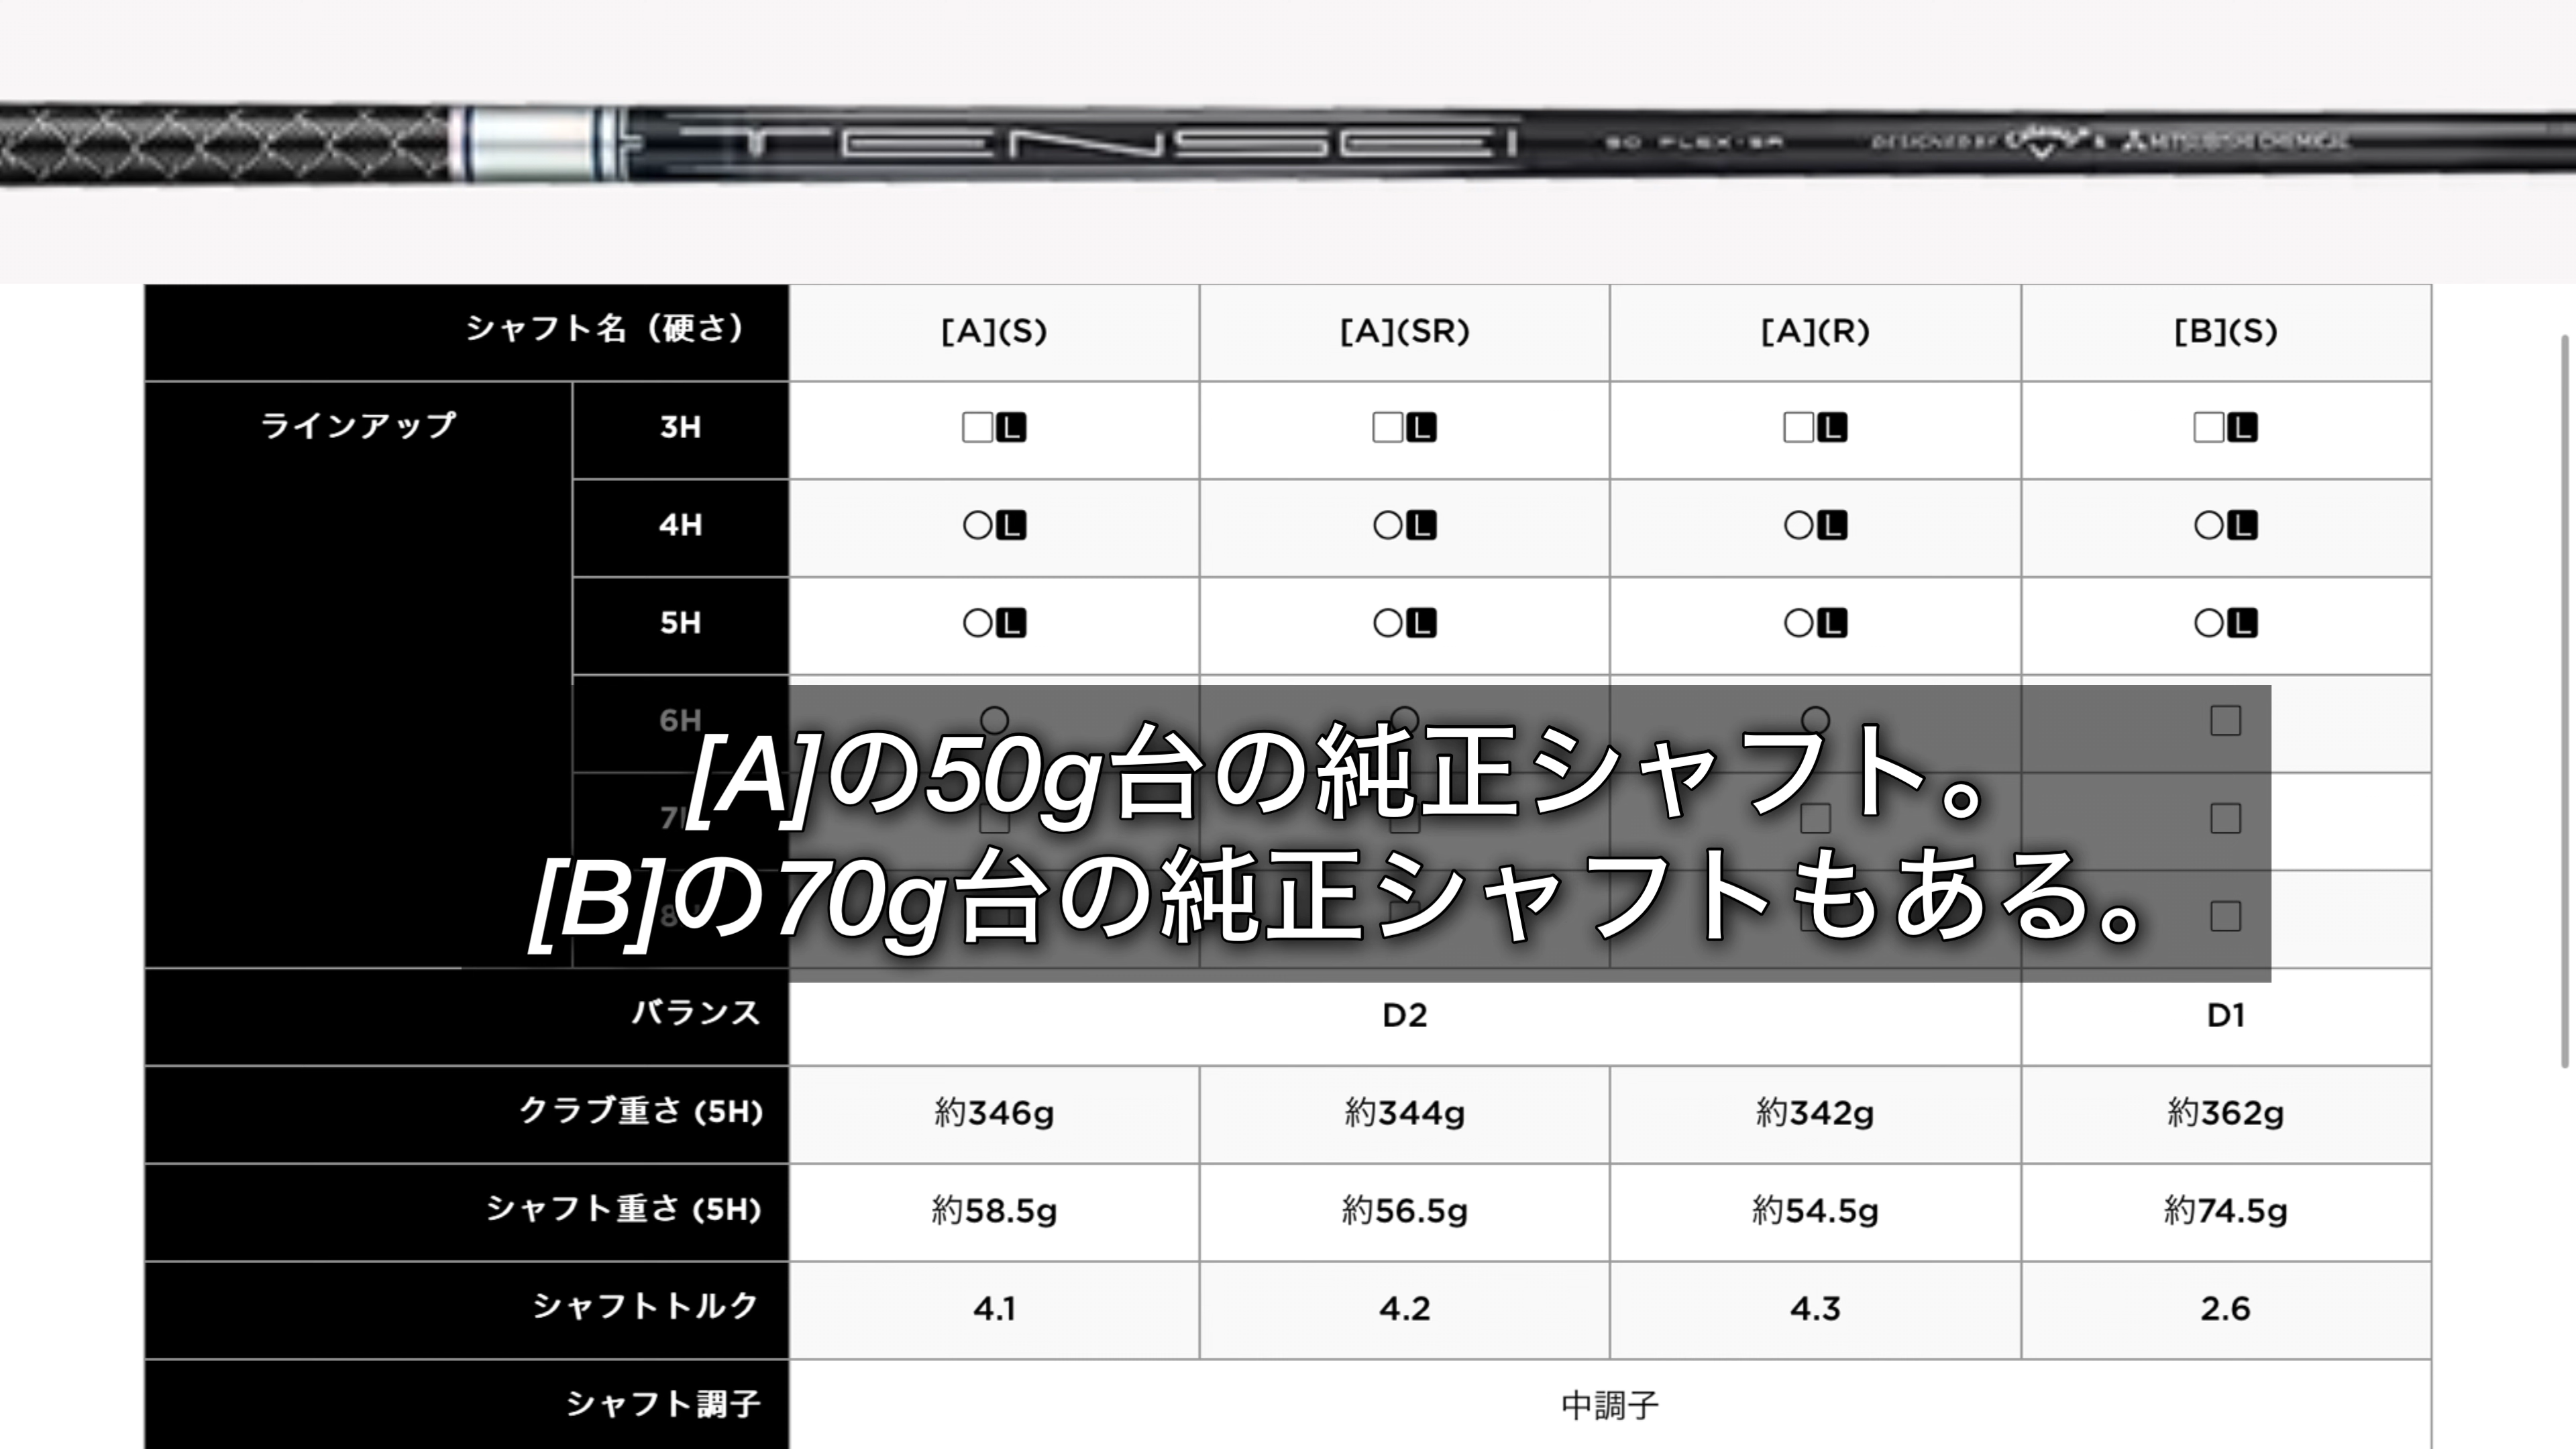 TENSEI
DESIGNED BY & MITSUBISHI CHEMICAL
シャフト名（硬さ） [A](S) [A](SR) [A](R) [B](S)
ラインアップ 3H □L □L □L □L
4H ○L ○L ○L ○L
5H ○L ○L ○L ○L
6H ○ ○ ○ □
[A]の50g台の純正シャフト。
[B]の70g台の純正シャフトもある。
バランス D2 D1
クラブ重さ (5H) 約346g 約344g 約342g 約362g
シャフト重さ (5H) 約58.5g 約56.5g 約54.5g 約74.5g
シャフトトルク 4.1 4.2 4.3 2.6
シャフト調子 中調子